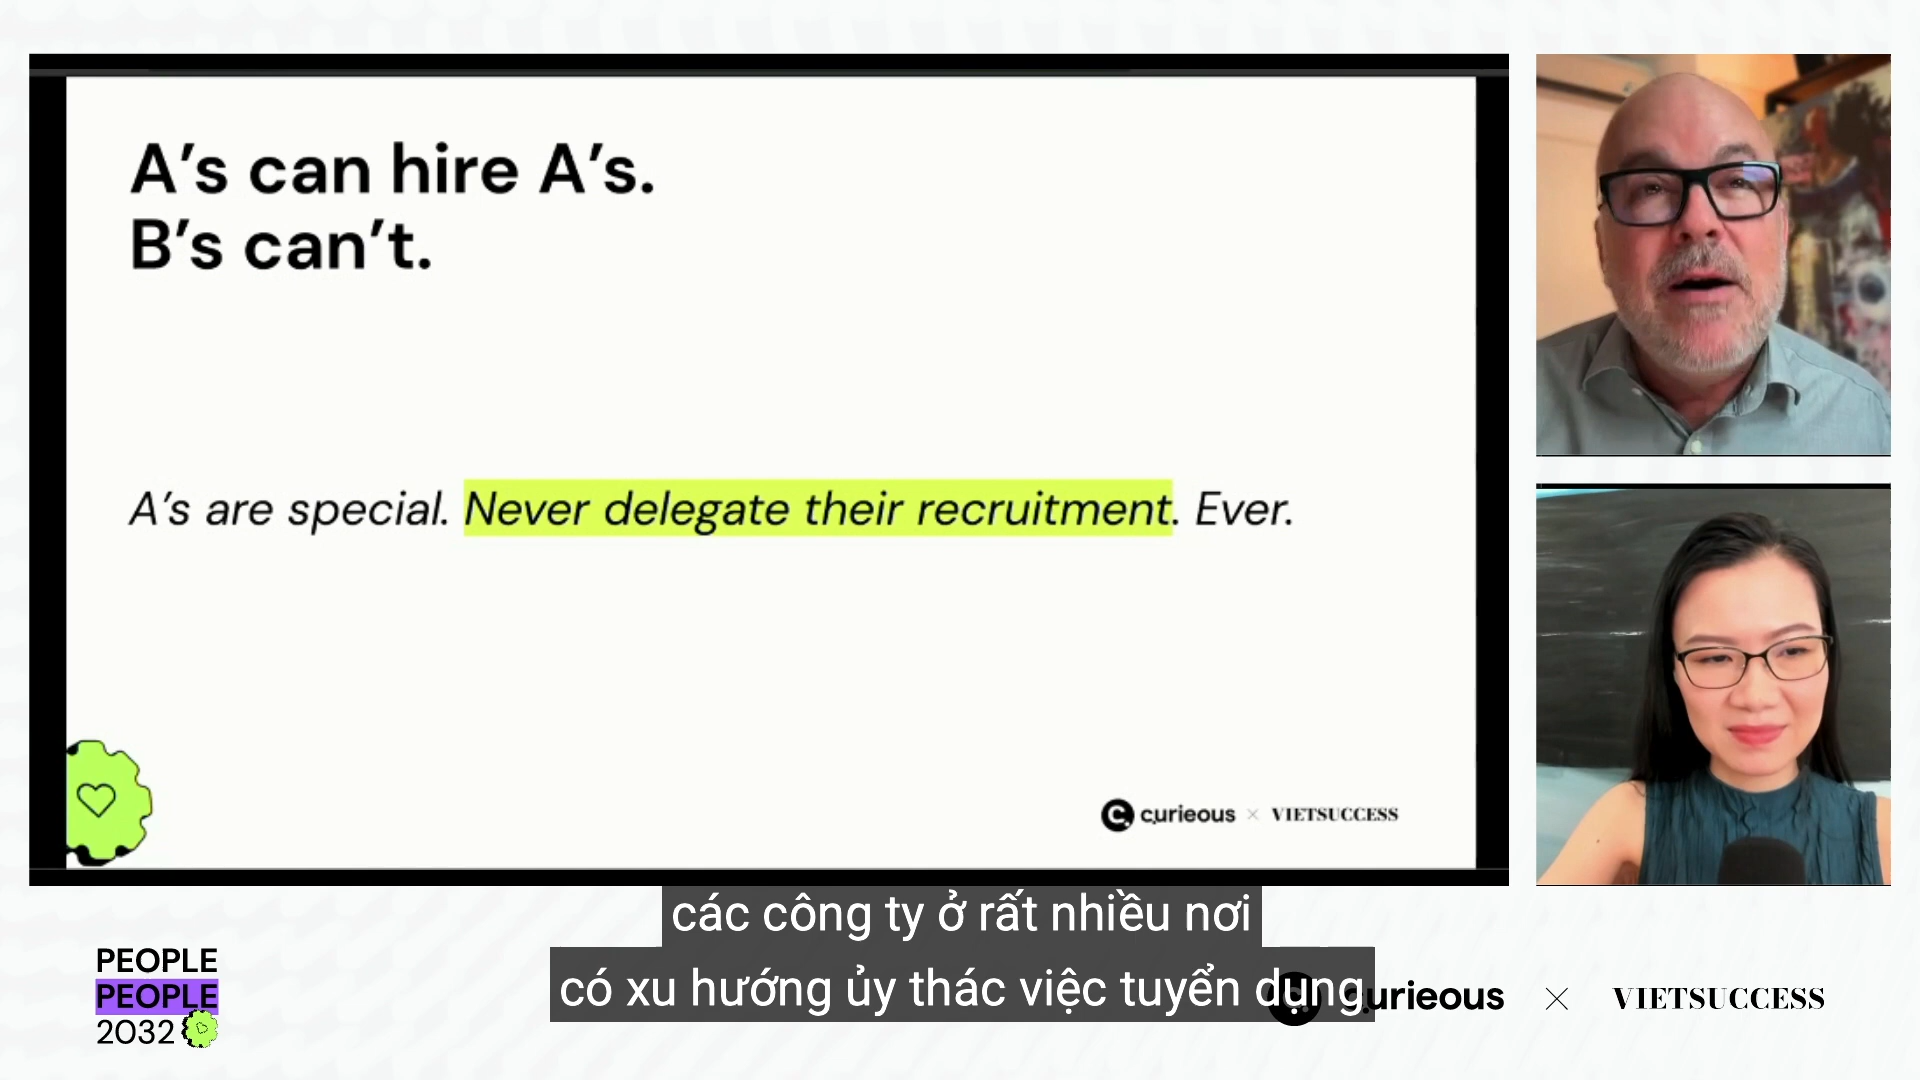 A’s can hire A’s.
B’s can’t.
A’s are special. Never delegate their recruitment. Ever.
curieous × VIETSUCCESS
các công ty ở rất nhiều nơi
có xu hướng ủy thác việc tuyển dụng
PEOPLE
PEOPLE
2032
urieous × VIETSUCCESS